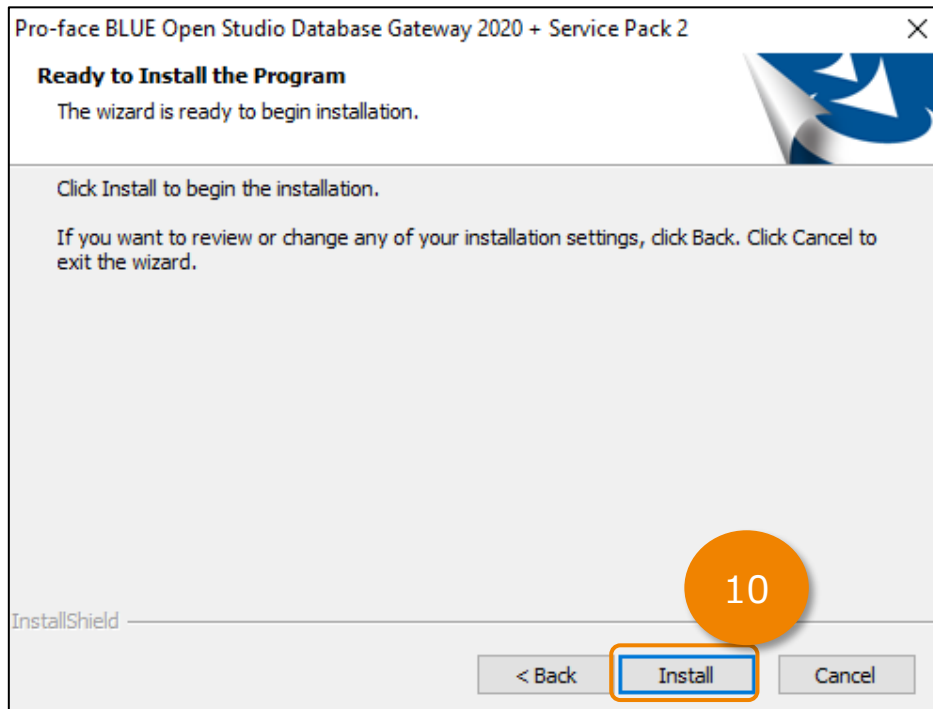 Pro-face BLUE Open Studio Database Gateway 2020 + Service Pack 2
Ready to Install the Program
The wizard is ready to begin installation.
Click Install to begin the installation.
If you want to review or change any of your installation settings, click Back. Click Cancel to
exit the wizard.
10
InstallShield
< Back
Install
Cancel